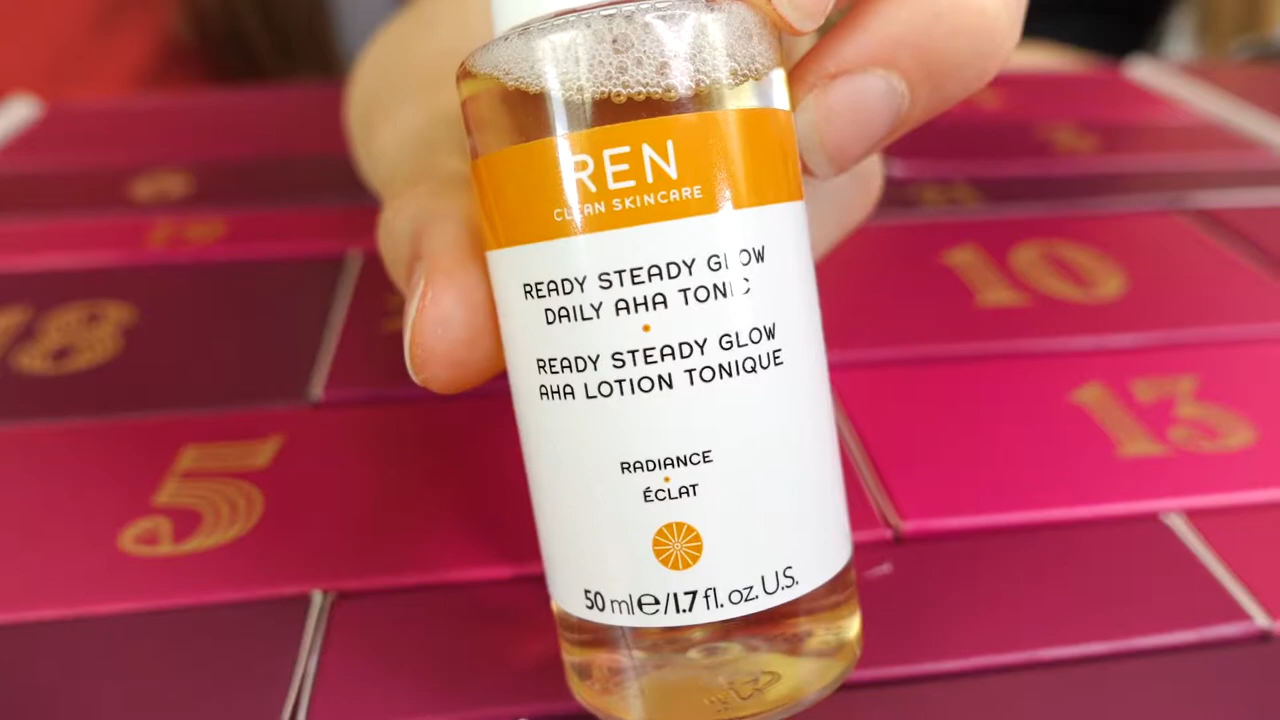 REN
CLEAN SKINCARE
READY STEADY GLOW
DAILY AHA TONIC
READY STEADY GLOW
AHA LOTION TONIQUE
RADIANCE
ÉCLAT
50 ml℮/1.7 fl. oz. U.S.
10
18
13
5